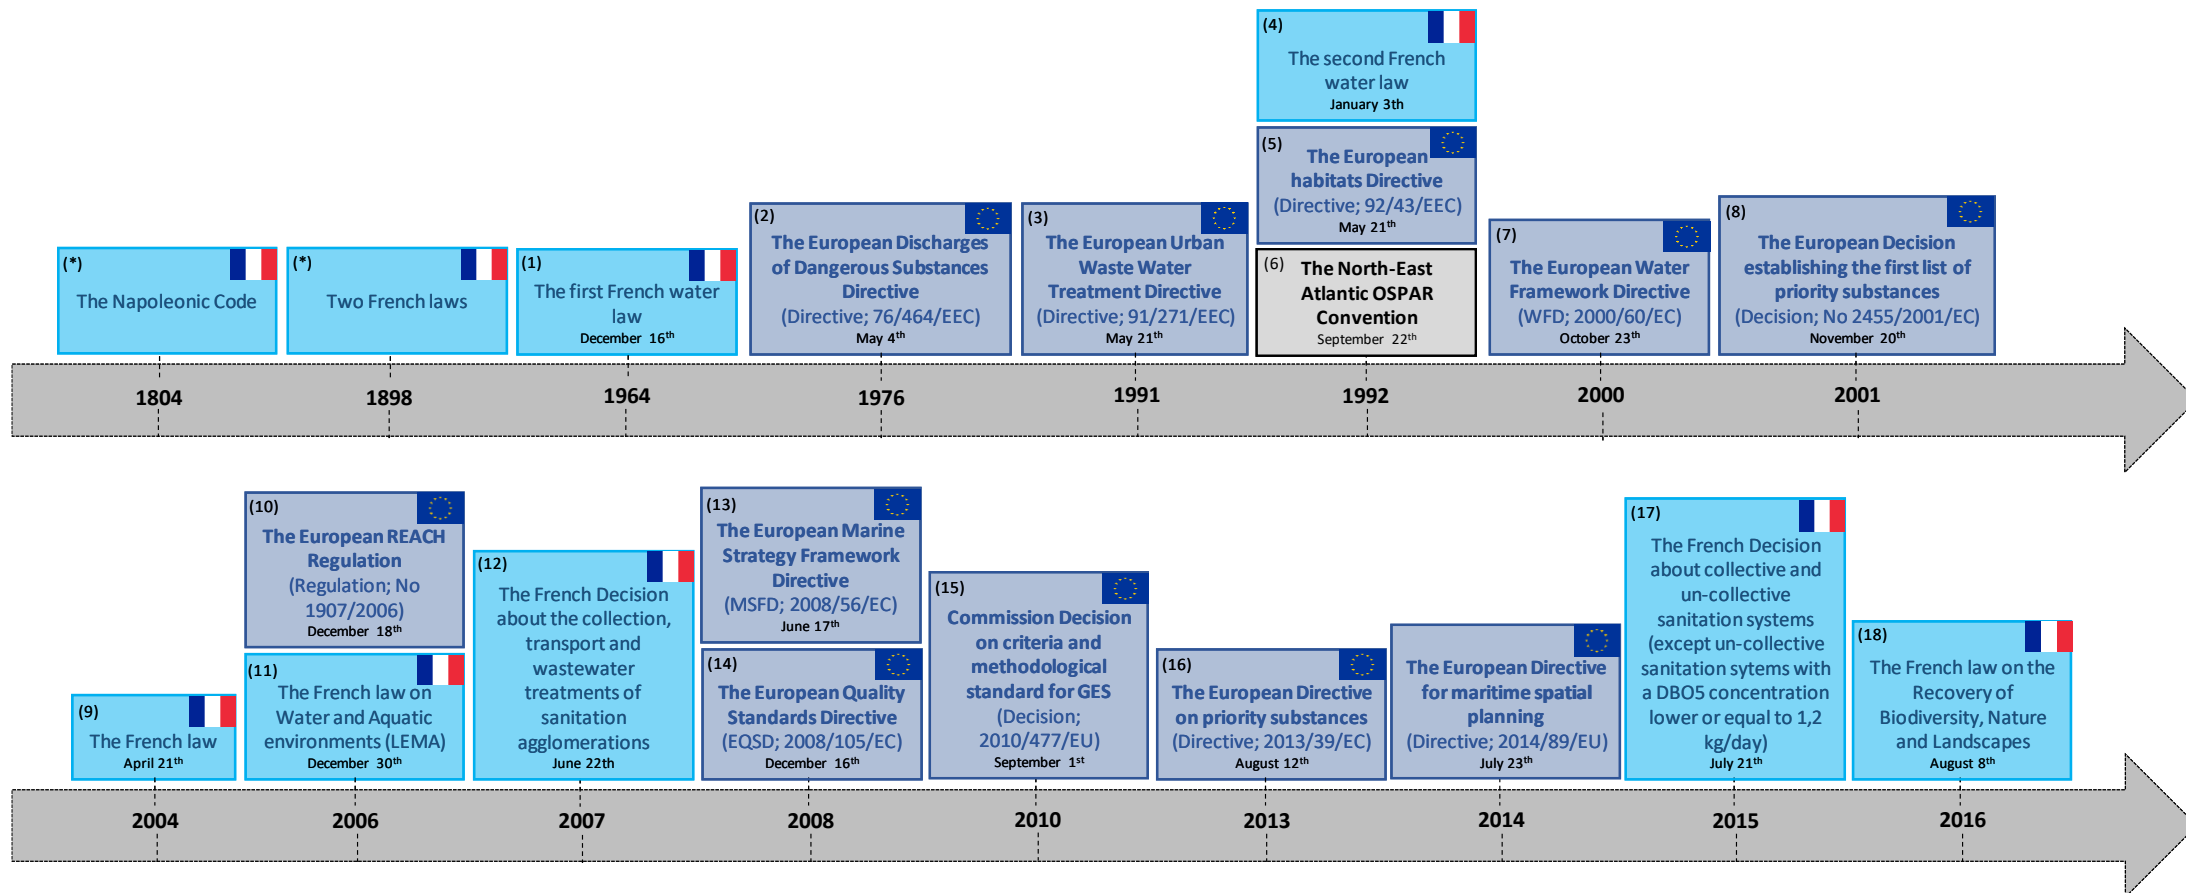 (*)
The Napoleonic Code
(*)
Two French laws
(1)
The first French water
law
December 16th
(2)
The European Discharges
of Dangerous Substances
Directive
(Directive; 76/464/EEC)
May 4th
(3)
The European Urban
Waste Water
Treatment Directive
(Directive; 91/271/EEC)
May 21th
(4)
The second French
water law
January 3th
(5)
The European
habitats Directive
(Directive; 92/43/EEC)
May 21th
(6)
The North-East
Atlantic OSPAR
Convention
September 22th
(7)
The European Water
Framework Directive
(WFD; 2000/60/EC)
October 23th
(8)
The European Decision
establishing the first list of
priority substances
(Decision; No 2455/2001/EC)
November 20th
1804
1898
1964
1976
1991
1992
2000
2001
(9)
The French law
April 21th
(10)
The European REACH
Regulation
(Regulation; No
1907/2006)
December 18th
(11)
The French law on
Water and Aquatic
environments (LEMA)
December 30th
(12)
The French Decision
about the collection,
transport and
wastewater
treatments of
sanitation
agglomerations
June 22th
(13)
The European Marine
Strategy Framework
Directive
(MSFD; 2008/56/EC)
June 17th
(14)
The European Quality
Standards Directive
(EQSD; 2008/105/EC)
December 16th
(15)
Commission Decision
on criteria and
methodological
standard for GES
(Decision;
2010/477/EU)
September 1st
(16)
The European Directive
on priority substances
(Directive; 2013/39/EC)
August 12th
The European Directive
for maritime spatial
planning
(Directive; 2014/89/EU)
July 23th
(17)
The French Decision
about collective and
un-collective
sanitation systems
(except un-collective
sanitation sytems with
a DBO5 concentration
lower or equal to 1,2
kg/day)
July 21th
(18)
The French law on the
Recovery of
Biodiversity, Nature
and Landscapes
August 8th
2004
2006
2007
2008
2010
2013
2014
2015
2016